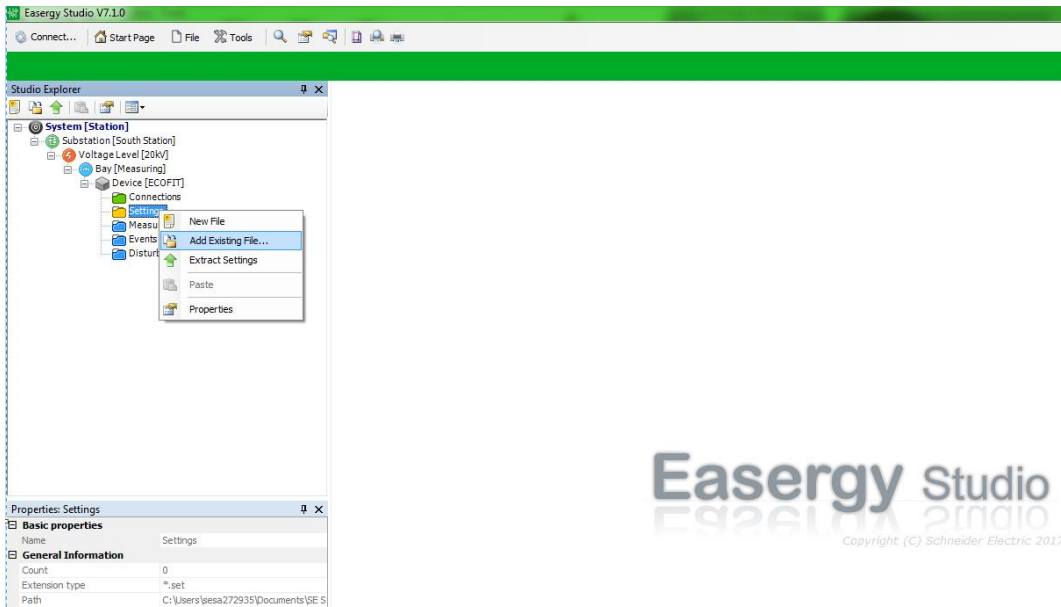 Easergy Studio V7.1.0
Connect... Start Page File Tools
Studio Explorer
System [Station]
Substation [South Station]
Voltage Level [20kV]
Bay [Measuring]
Device [ECOFIT]
Connections
Settings
Measu
Events
Distur
New File
Add Existing File...
Extract Settings
Paste
Properties
Easergy Studio
Copyright (C) Schneider Electric 2017
Properties: Settings
Basic properties
Name Settings
General Information
Count 0
Extension type *.set
Path C:\Users\sesa272935\Documents\SE S